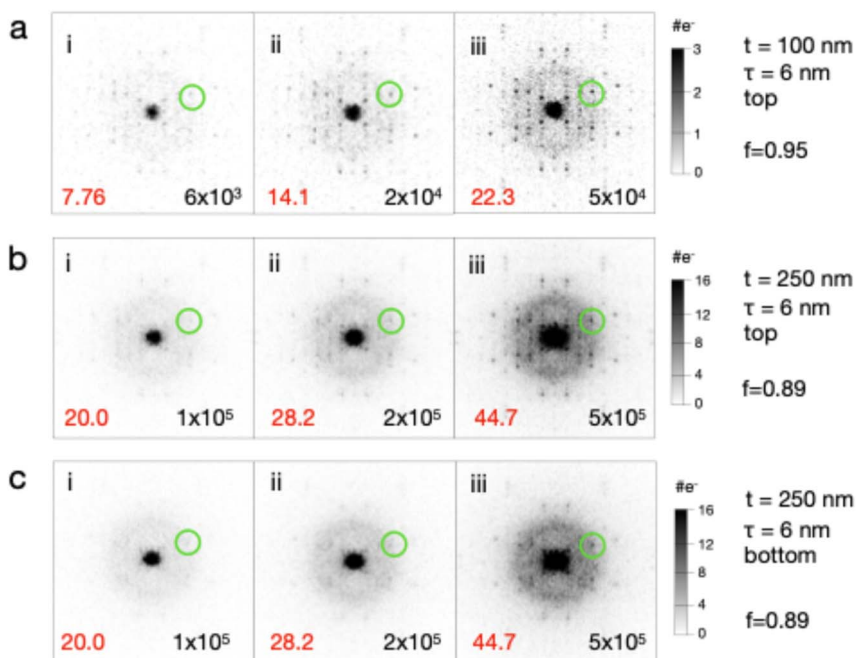 a
i
ii
iii
7.76
6x10³
14.1
2x10⁴
22.3
5x10⁴
#e⁻
3
2
1
0
t = 100 nm
τ = 6 nm
top
f=0.95
b
i
ii
iii
20.0
1x10⁵
28.2
2x10⁵
44.7
5x10⁵
#e⁻
16
12
8
4
0
t = 250 nm
τ = 6 nm
top
f=0.89
c
i
ii
iii
20.0
1x10⁵
28.2
2x10⁵
44.7
5x10⁵
#e⁻
16
12
8
4
0
t = 250 nm
τ = 6 nm
bottom
f=0.89